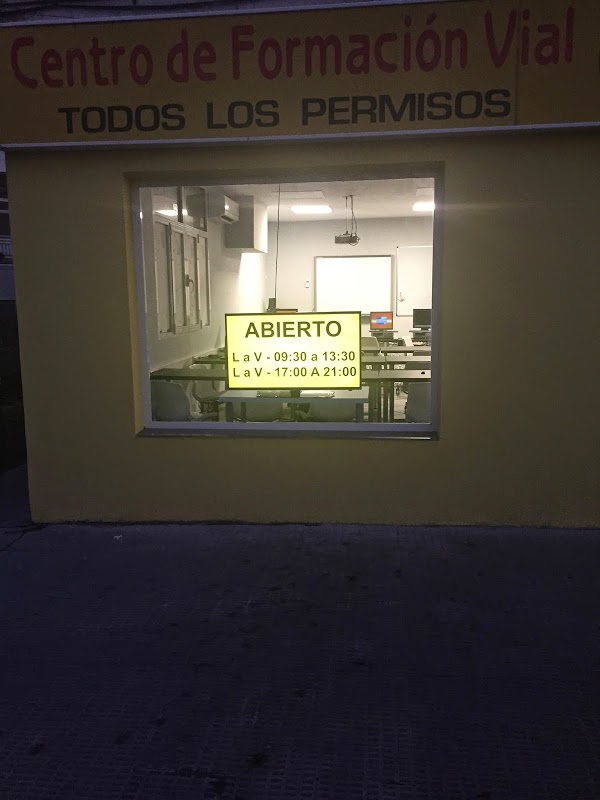 Centro de Formación Vial
TODOS LOS PERMISOS
ABIERTO
L a V - 09:30 a 13:30
L a V - 17:00 A 21:00